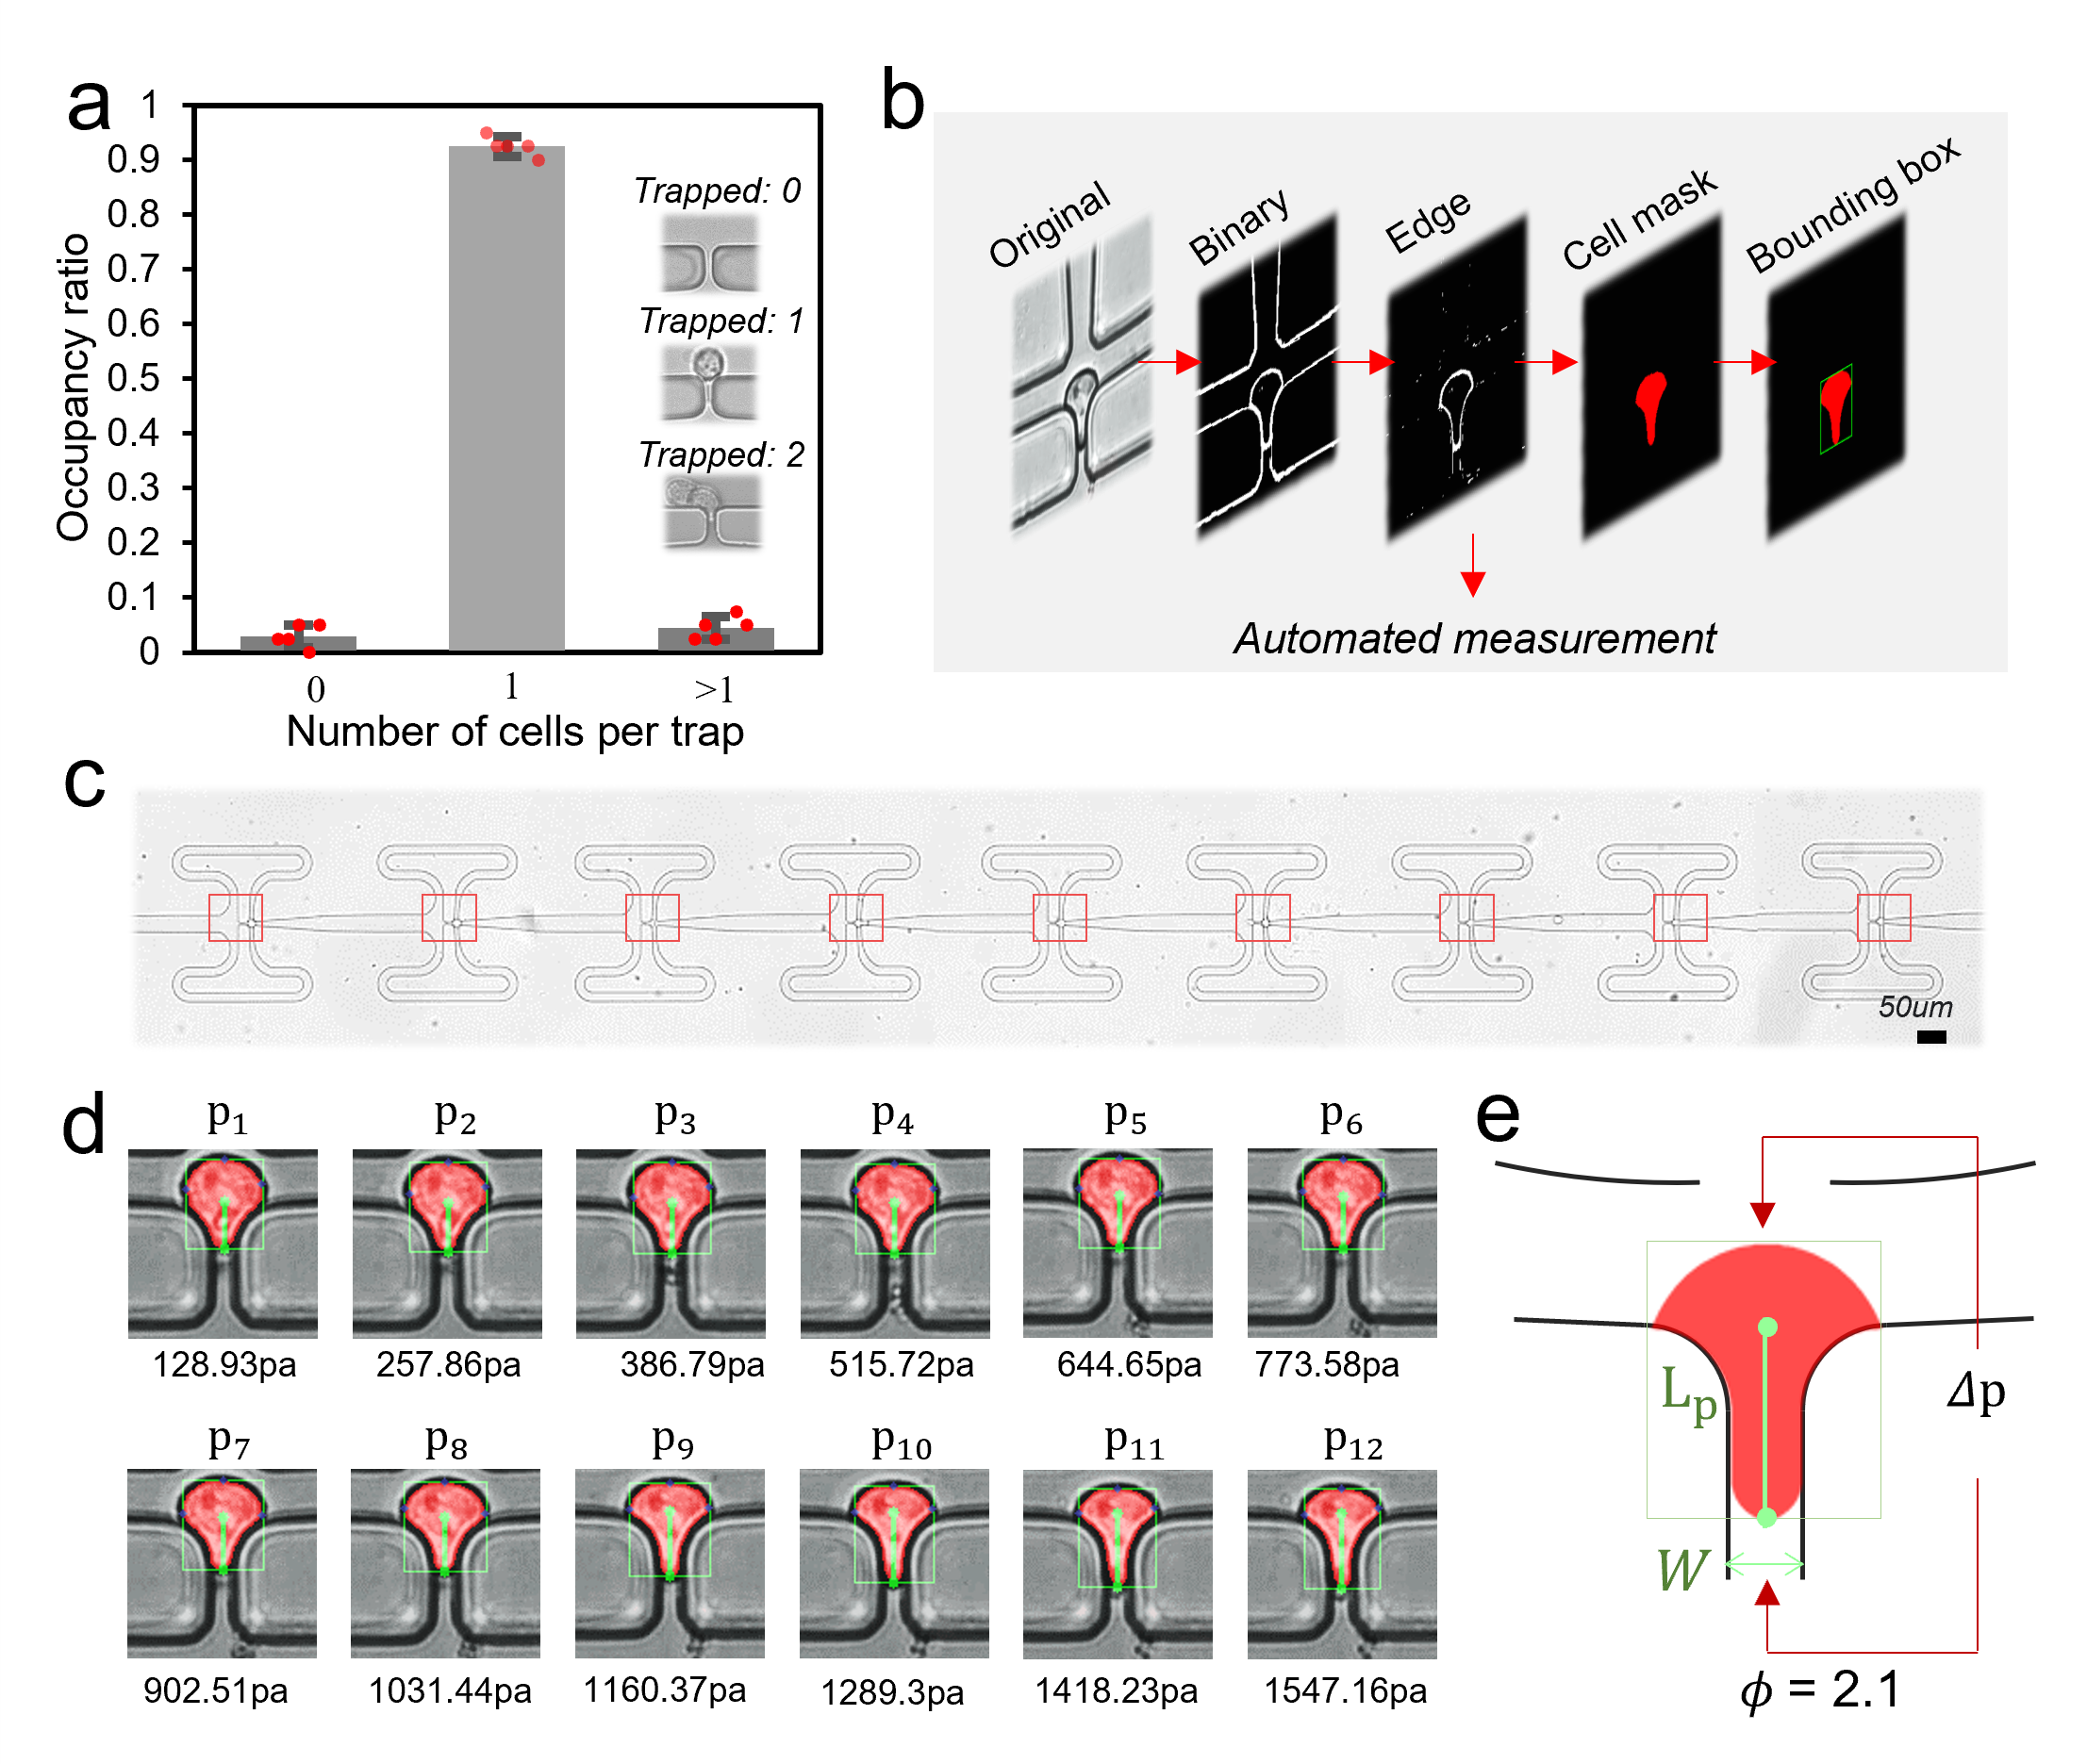 a
1
0.9
0.8
0.7
0.6
0.5
0.4
0.3
0.2
0.1
0
Occupancy ratio
Trapped: 0
Trapped: 1
Trapped: 2
0 1 >1
Number of cells per trap
b
Original
Binary
Edge
Cell mask
Bounding box
Automated measurement
c
50um
d
p1 p2 p3 p4 p5 p6
128.93pa 257.86pa 386.79pa 515.72pa 644.65pa 773.58pa
p7 p8 p9 p10 p11 p12
902.51pa 1031.44pa 1160.37pa 1289.3pa 1418.23pa 1547.16pa
e
Lp
Δp
W
ϕ = 2.1